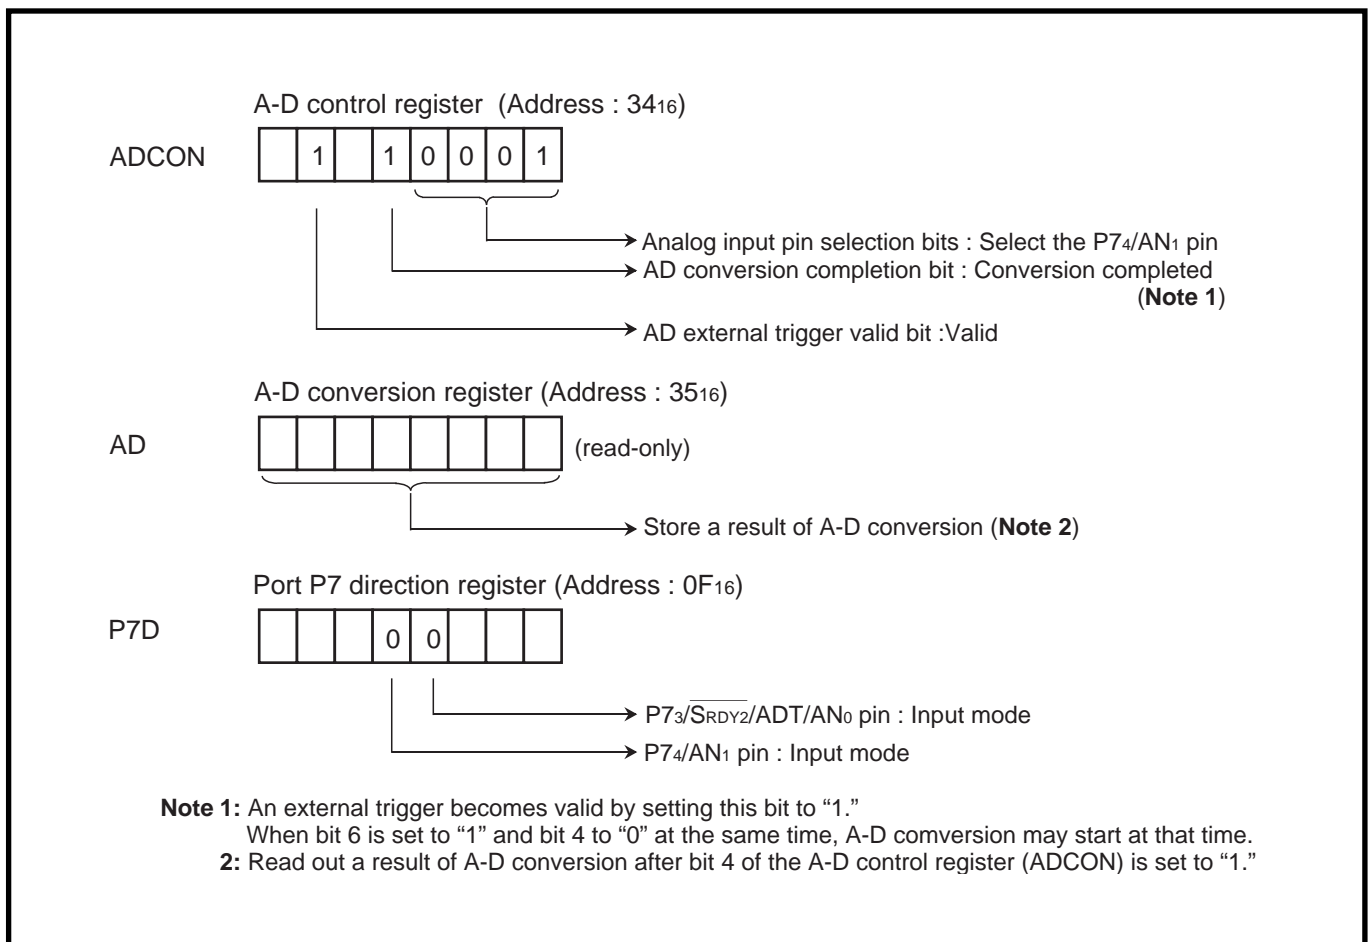 A-D control register (Address : 34₁₆)
ADCON
1 1 0 0 0 1
Analog input pin selection bits : Select the P7₄/AN₁ pin
AD conversion completion bit : Conversion completed
(Note 1)
AD external trigger valid bit :Valid
A-D conversion register (Address : 35₁₆)
AD
(read-only)
Store a result of A-D conversion (Note 2)
Port P7 direction register (Address : 0F₁₆)
P7D
0 0
P7₃/S̅R̅D̅Y̅2̅/ADT/AN₀ pin : Input mode
P7₄/AN₁ pin : Input mode
Note 1: An external trigger becomes valid by setting this bit to “1.”
When bit 6 is set to “1” and bit 4 to “0” at the same time, A-D comversion may start at that time.
2: Read out a result of A-D conversion after bit 4 of the A-D control register (ADCON) is set to “1.”